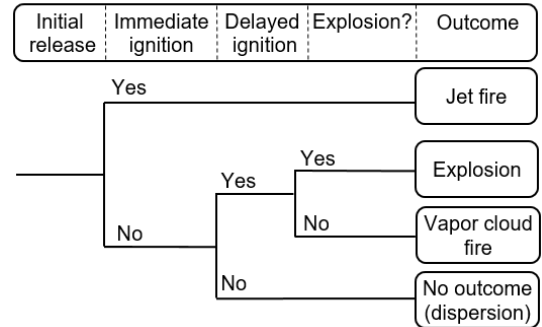 Initial release
Immediate ignition
Delayed ignition
Explosion?
Outcome
Yes
Jet fire
Yes
Explosion
Yes
No
Vapor cloud fire
No
No
No outcome (dispersion)